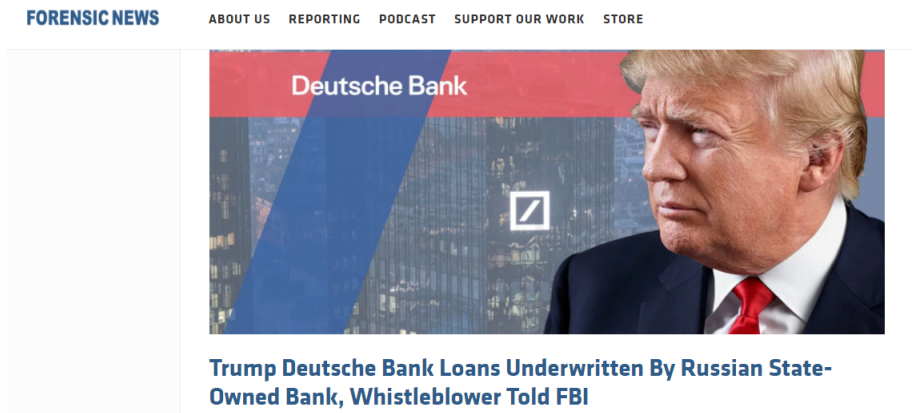 FORENSIC NEWS
ABOUT US REPORTING PODCAST SUPPORT OUR WORK STORE
Deutsche Bank
Trump Deutsche Bank Loans Underwritten By Russian State-
Owned Bank, Whistleblower Told FBI